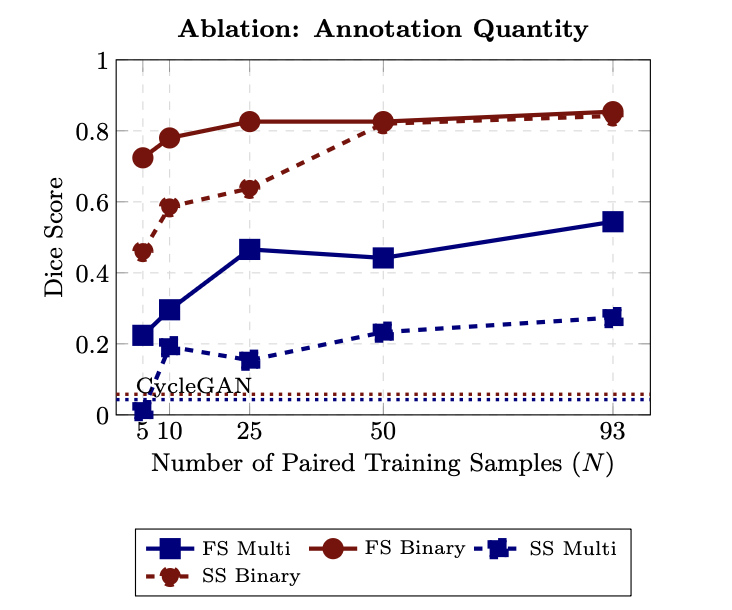 Ablation: Annotation Quantity
1
0.8
0.6
0.4
0.2
0
Dice Score
CycleGAN
5 10 25 50 93
Number of Paired Training Samples (N)
FS Multi FS Binary SS Multi
SS Binary